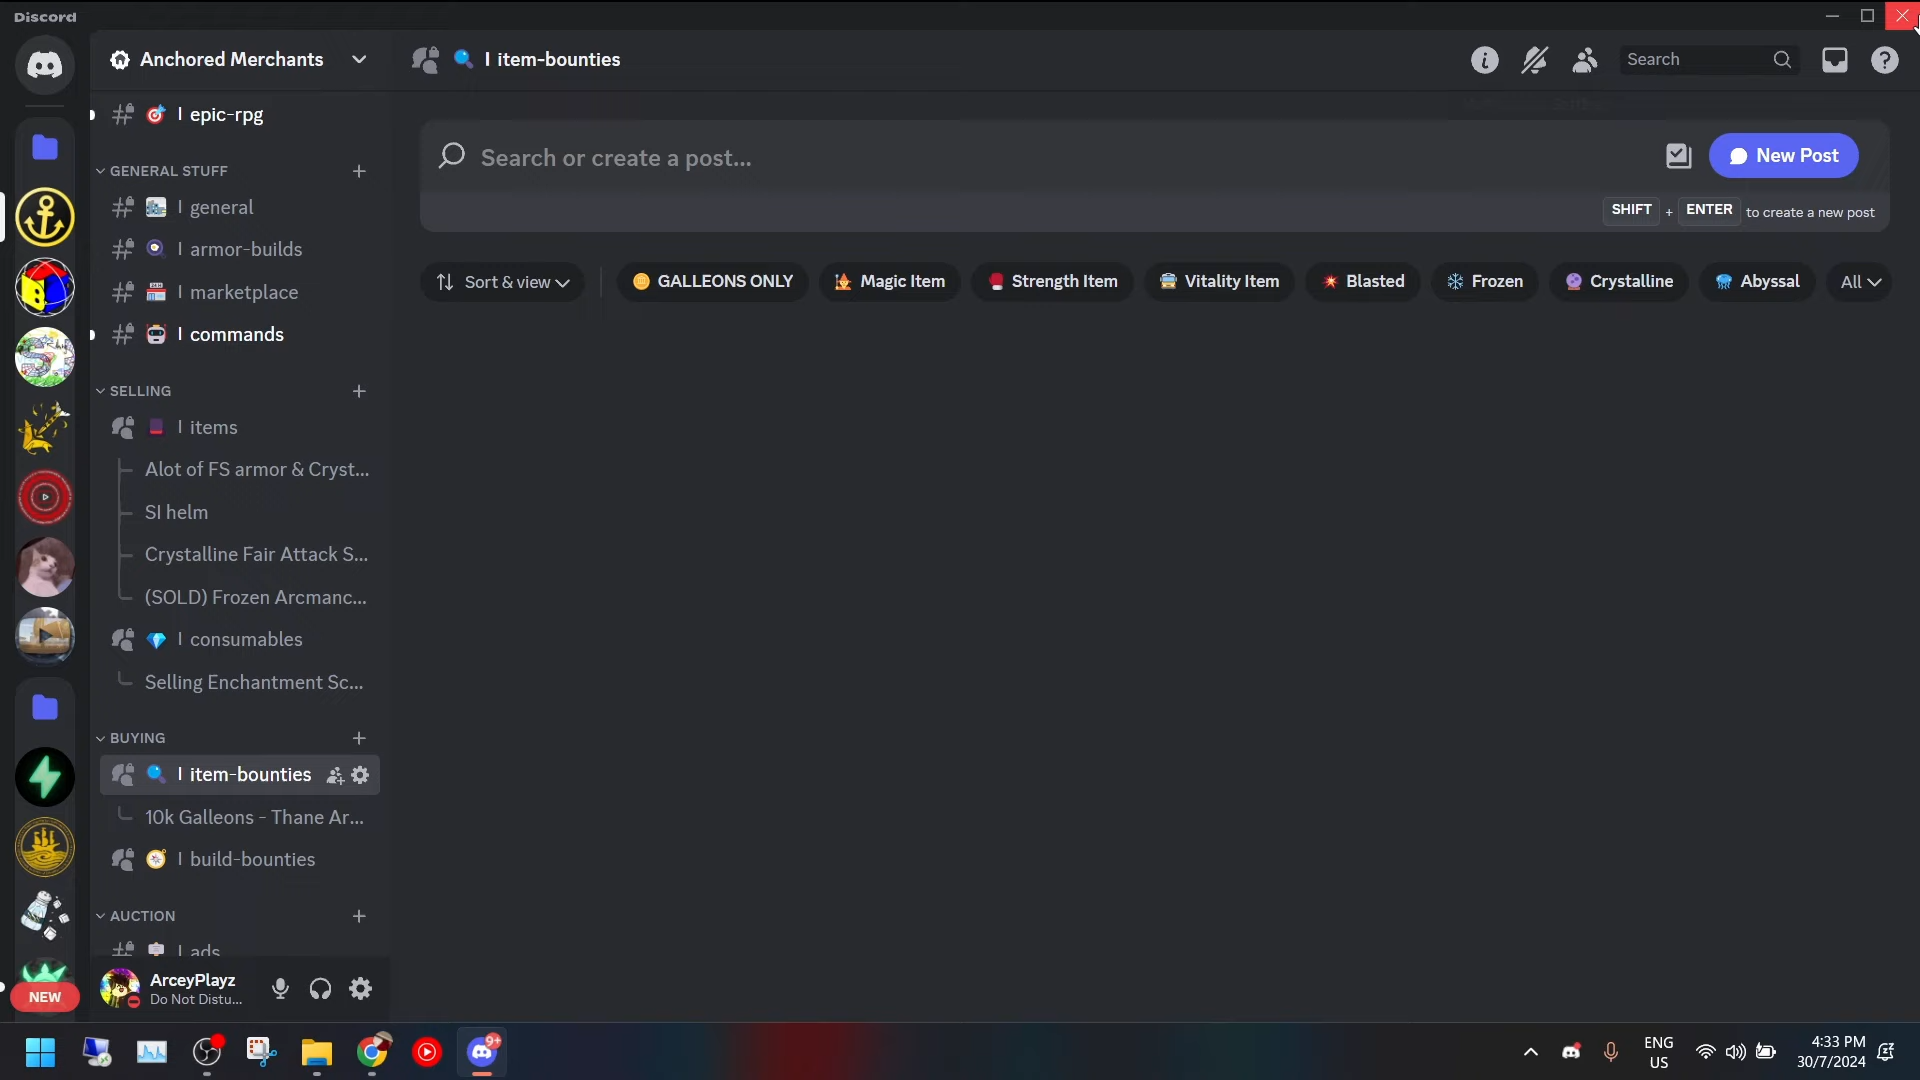 Discord
Anchored Merchants
epic-rpg
GENERAL STUFF
general
armor-builds
marketplace
commands
SELLING
items
Alot of FS armor & Cryst...
SI helm
Crystalline Fair Attack S...
(SOLD) Frozen Arcmanc...
consumables
Selling Enchantment Sc...
BUYING
item-bounties
10k Galleons - Thane Ar...
build-bounties
AUCTION
ads
NEW
ArceyPlayz
Do Not Distu...
item-bounties
Search
Search or create a post...
New Post
SHIFT + ENTER to create a new post
Sort & view
GALLEONS ONLY
Magic Item
Strength Item
Vitality Item
Blasted
Frozen
Crystalline
Abyssal
All
9+
ENG
US
4:33 PM
30/7/2024